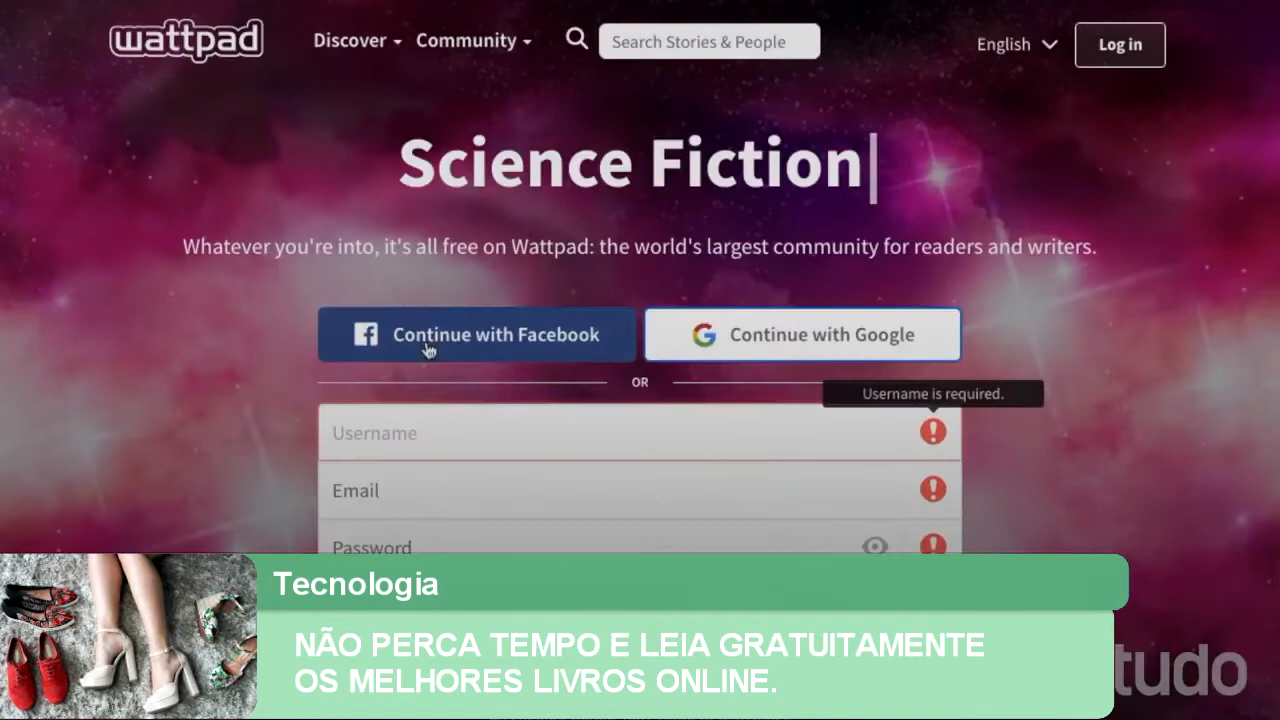 wattpad
Discover Community Search Stories & People English Log in
Science Fiction
Whatever you're into, it's all free on Wattpad: the world's largest community for readers and writers.
Continue with Facebook Continue with Google
OR
Username is required.
Username
Email
Password
Tecnologia
NÃO PERCA TEMPO E LEIA GRATUITAMENTE
OS MELHORES LIVROS ONLINE.
tudo